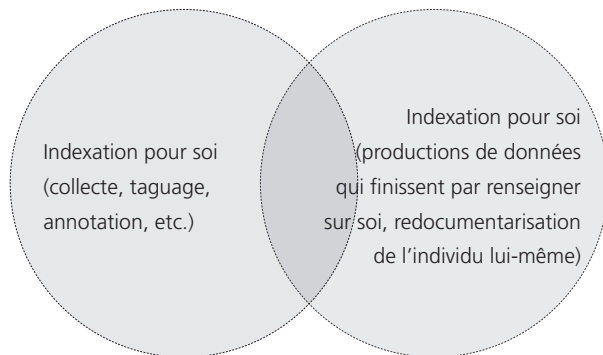 Indexation pour soi
(collecte, taguage,
annotation, etc.)
Indexation pour soi
(productions de données
qui finissent par renseigner
sur soi, redocumentarisation
de l’individu lui-même)